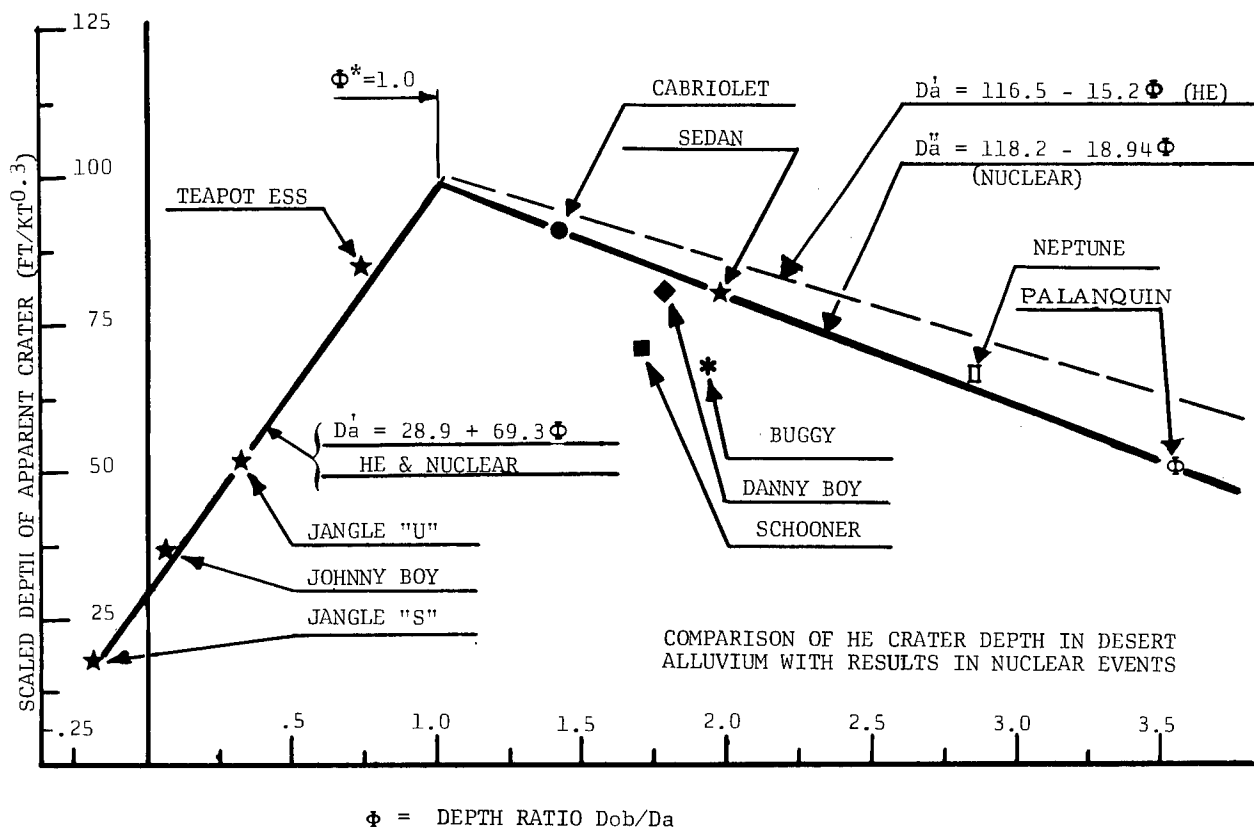 125
Φ*=1.0
CABRIOLET
Da' = 116.5 - 15.2Φ (HE)
SEDAN
Da" = 118.2 - 18.94Φ
(NUCLEAR)
100
TEAPOT ESS
NEPTUNE
PALANQUIN
75
SCALED DEPTH OF APPARENT CRATER (FT/KT0.3)
Φ
Da' = 28.9 + 69.3Φ
HE & NUCLEAR
BUGGY
50
DANNY BOY
JANGLE "U"
SCHOONER
JOHNNY BOY
JANGLE "S"
25
COMPARISON OF HE CRATER DEPTH IN DESERT
ALLUVIUM WITH RESULTS IN NUCLEAR EVENTS
-.25 .5 1.0 1.5 2.0 2.5 3.0 3.5
Φ = DEPTH RATIO Dob/Da